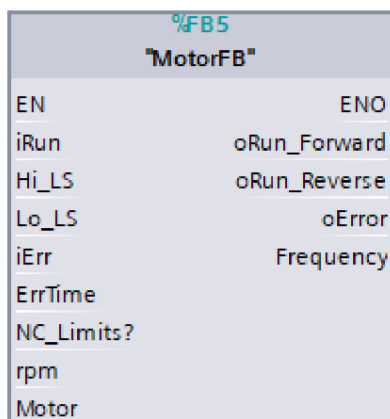 %FB5
"MotorFB"
EN ENO
iRun oRun_Forward
Hi_LS oRun_Reverse
Lo_LS oError
iErr Frequency
ErrTime
NC_Limits?
rpm
Motor